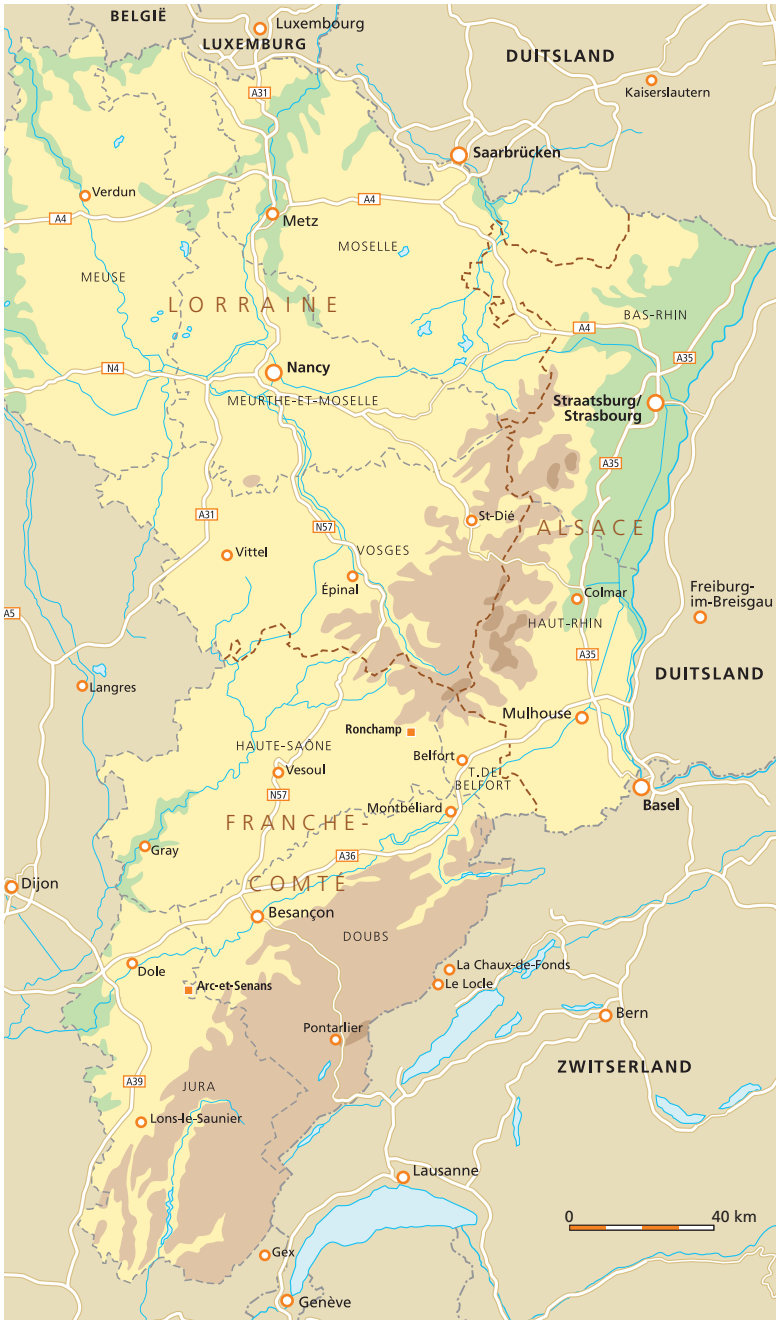 BELGIË
Luxembourg
LUXEMBURG
DUITSLAND
Kaiserslautern
A31
Saarbrücken
Verdun
A4
A4
Metz
MOSELLE
MEUSE
LORRAINE
BAS-RHIN
A4
A35
N4
Nancy
MEURTHE-ET-MOSELLE
Straatsburg/
Strasbourg
A35
A31
N57
St-Dié
ALSACE
Vittel
VOSGES
Épinal
Colmar
Freiburg-
im-Breisgau
A5
HAUT-RHIN
A35
DUITSLAND
Langres
Mulhouse
Ronchamp
HAUTE-SAÔNE
Belfort
Vesoul
T. DE
BELFORT
N57
Montbéliard
Basel
FRANCHE-
Gray
A36
Dijon
COMTÉ
Besançon
DOUBS
Dole
La Chaux-de-Fonds
Arc-et-Senans
Le Locle
Pontarlier
Bern
ZWITSERLAND
A39
JURA
Lons-le-Saunier
Lausanne
0
40 km
Gex
Genève